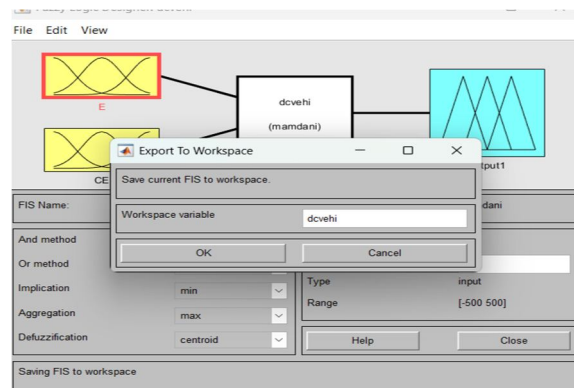 File Edit View
E
dcvehi
(mamdani)
Export To Workspace
CE
Save current FIS to workspace.
FIS Name:
Workspace variable
dcvehi
OK
Cancel
And method
Or method
Implication
min
Aggregation
max
Defuzzification
centroid
Type
input
Range
[-500 500]
Help
Close
Saving FIS to workspace